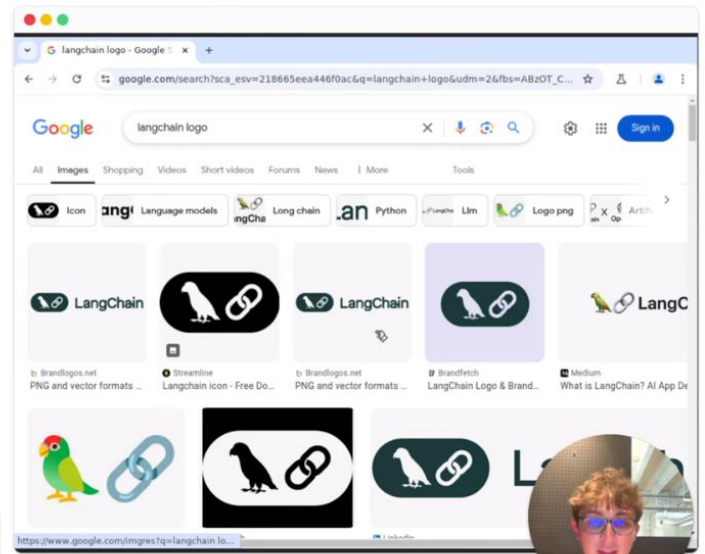 langchain logo - Google S
google.com/search?sca_esv=218665eea446f0ac&q=langchain+logo&udm=2&fbs=ABzOT_C...
Google
langchain logo
Sign in
All Images Shopping Videos Short videos Forums News More Tools
Icon
Language models
Long chain
Python
Llm
Logo png
LangChain
LangChain
LangC
Brandlogos.net
PNG and vector formats ...
Streamline
Langchain icon - Free Do...
Brandlogos.net
PNG and vector formats ...
Brandfetch
LangChain Logo & Brand...
Medium
What is LangChain? AI App De
https://www.google.com/imgres?q=langchain lo...